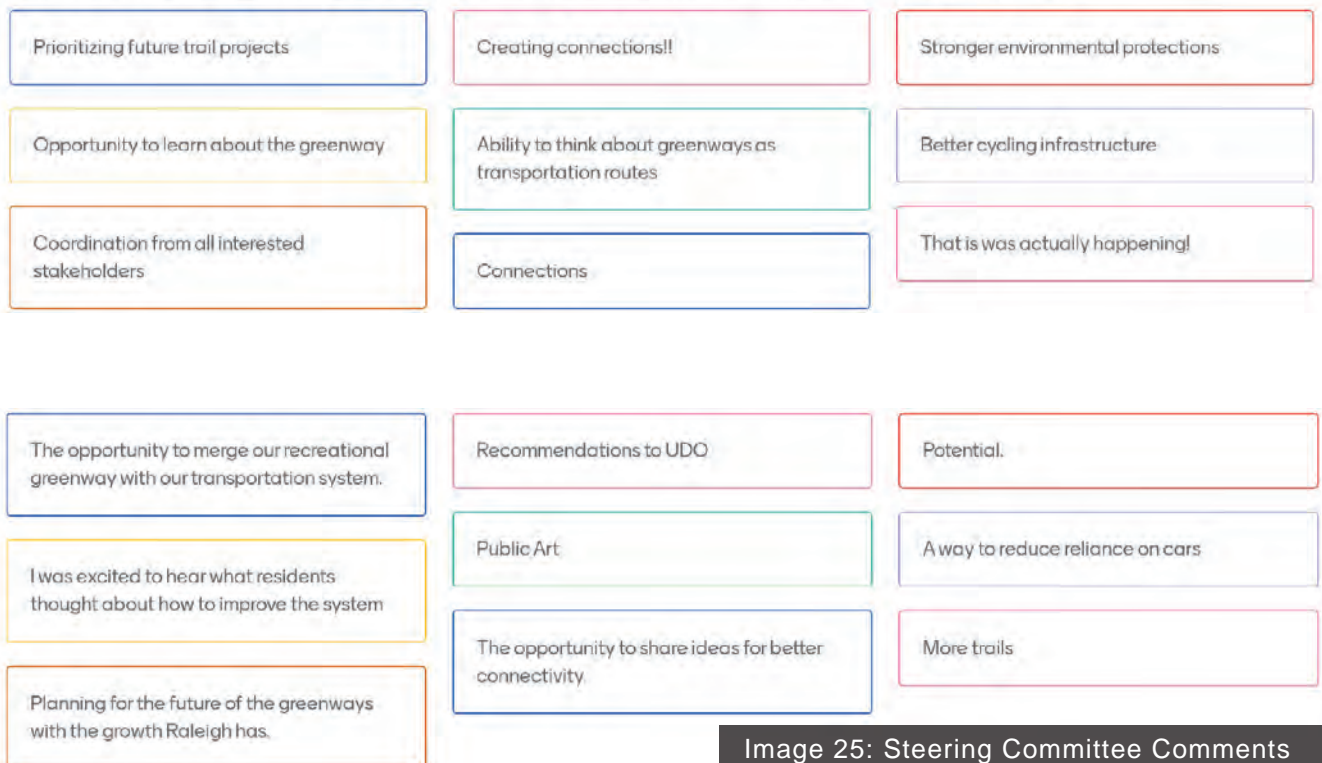 Prioritizing future trail projects
Creating connections!!
Stronger environmental protections
Opportunity to learn about the greenway
Ability to think about greenways as
transportation routes
Better cycling infrastructure
Coordination from all interested
stakeholders
Connections
That is was actually happening!
The opportunity to merge our recreational
greenway with our transportation system.
Recommendations to UDO
Potential.
I was excited to hear what residents
thought about how to improve the system
Public Art
A way to reduce reliance on cars
Planning for the future of the greenways
with the growth Raleigh has.
The opportunity to share ideas for better
connectivity.
More trails
Image 25: Steering Committee Comments